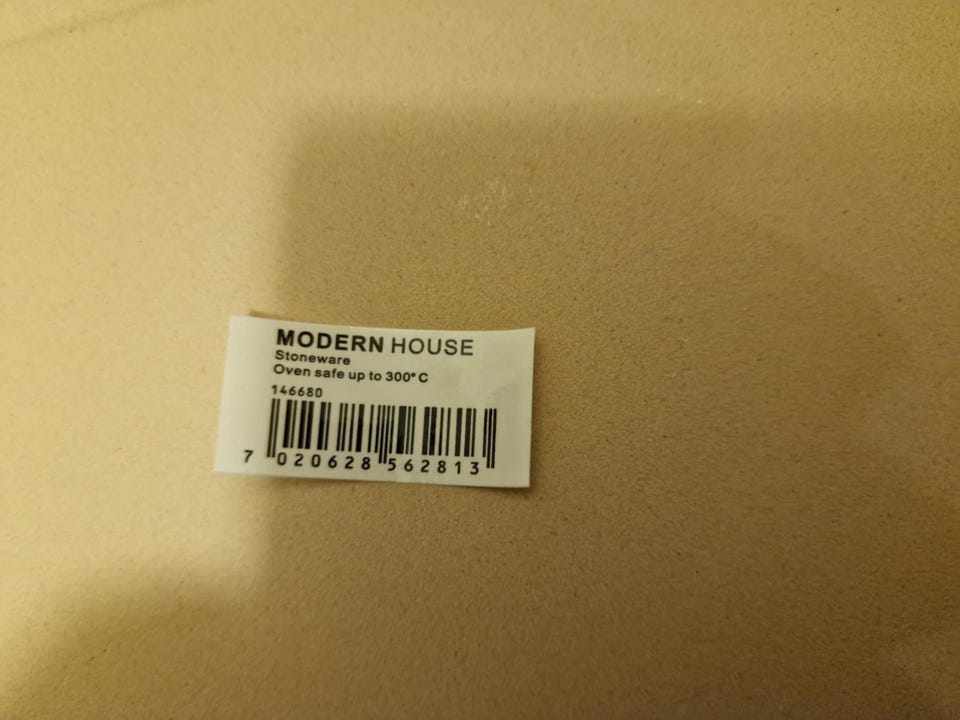 MODERN HOUSE
Stoneware
Oven safe up to 300°C
146680
7 020628 562813